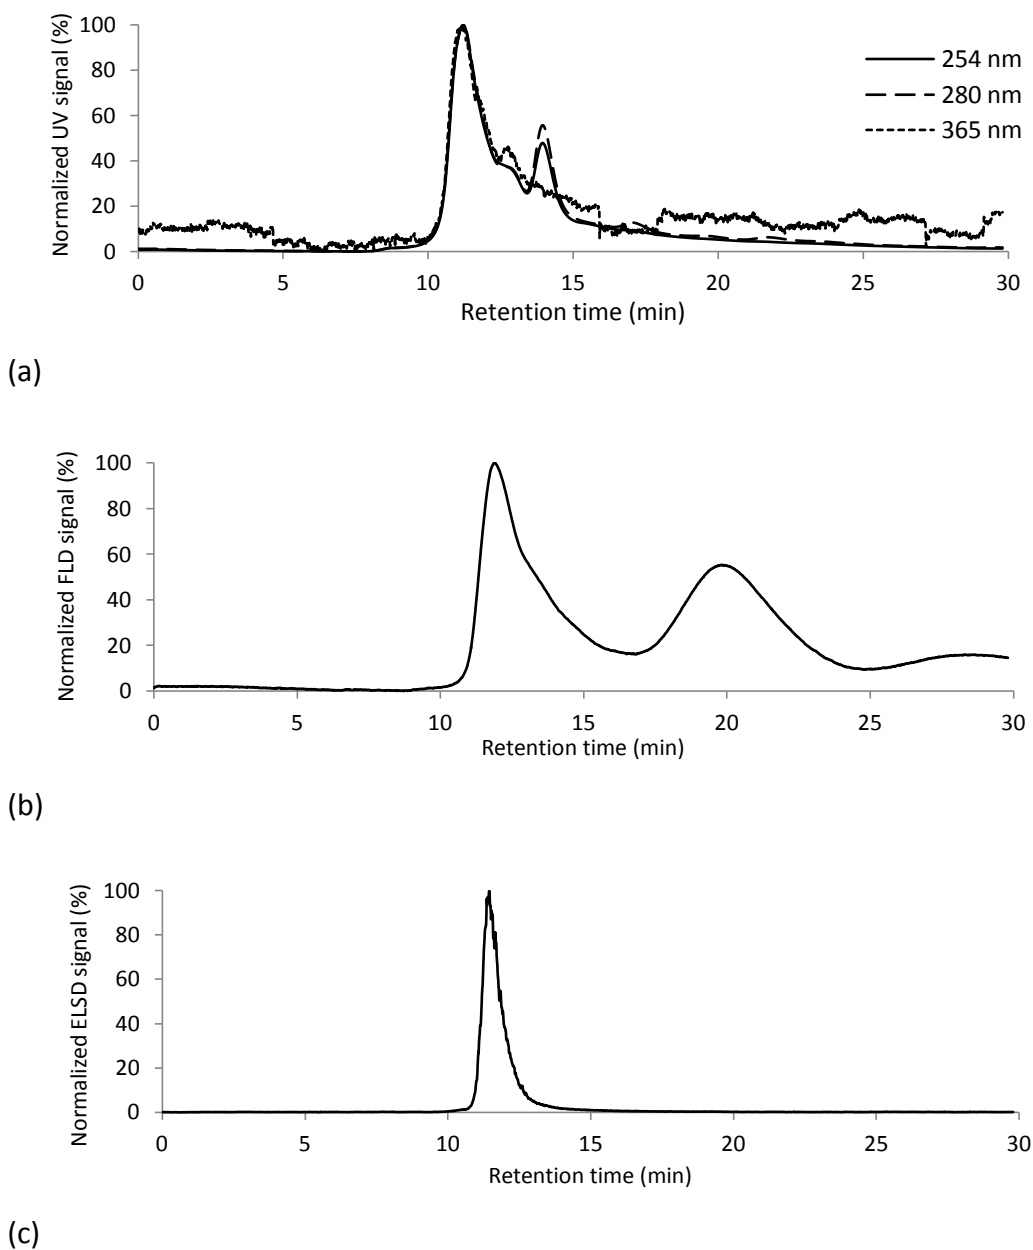 Normalized UV signal (%)
100
80
60
40
20
0
0 5 10 15 20 25 30
Retention time (min)
254 nm
280 nm
365 nm
(a)
Normalized FLD signal (%)
100
80
60
40
20
0
0 5 10 15 20 25 30
Retention time (min)
(b)
Normalized ELSD signal (%)
100
80
60
40
20
0
0 5 10 15 20 25 30
Retention time (min)
(c)